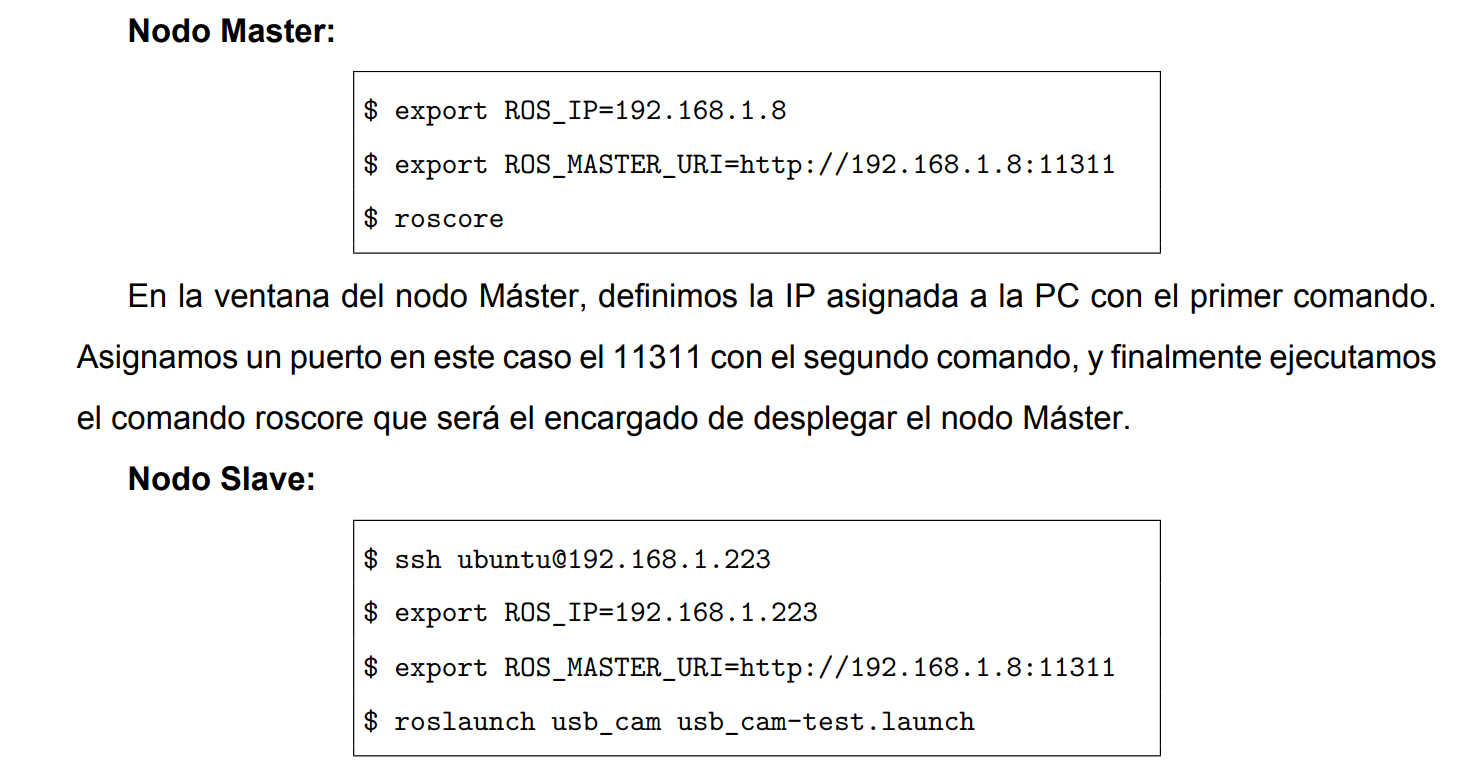 Nodo Master:
$ export ROS_IP=192.168.1.8
$ export ROS_MASTER_URI=http://192.168.1.8:11311
$ roscore
En la ventana del nodo Máster, definimos la IP asignada a la PC con el primer comando.
Asignamos un puerto en este caso el 11311 con el segundo comando, y finalmente ejecutamos
el comando roscore que será el encargado de desplegar el nodo Máster.
Nodo Slave:
$ ssh ubuntu@192.168.1.223
$ export ROS_IP=192.168.1.223
$ export ROS_MASTER_URI=http://192.168.1.8:11311
$ roslaunch usb_cam usb_cam-test.launch